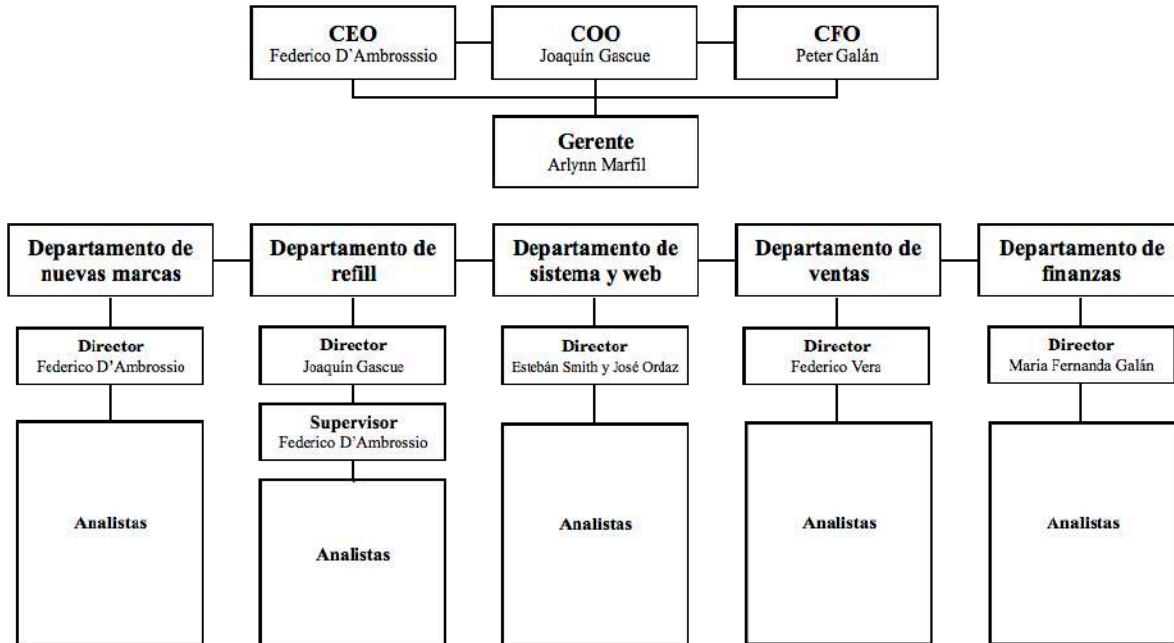 CEO
Federico D'Ambrosssio
COO
Joaquín Gascue
CFO
Peter Galán
Gerente
Arlynn Marfil
Departamento de
nuevas marcas
Departamento de
refill
Departamento de
sistema y web
Departamento de
ventas
Departamento de
finanzas
Director
Federico D'Ambrossio
Director
Joaquín Gascue
Director
Estebán Smith y José Ordaz
Director
Federico Vera
Director
Maria Fernanda Galán
Supervisor
Federico D'Ambrossio
Analistas
Analistas
Analistas
Analistas
Analistas